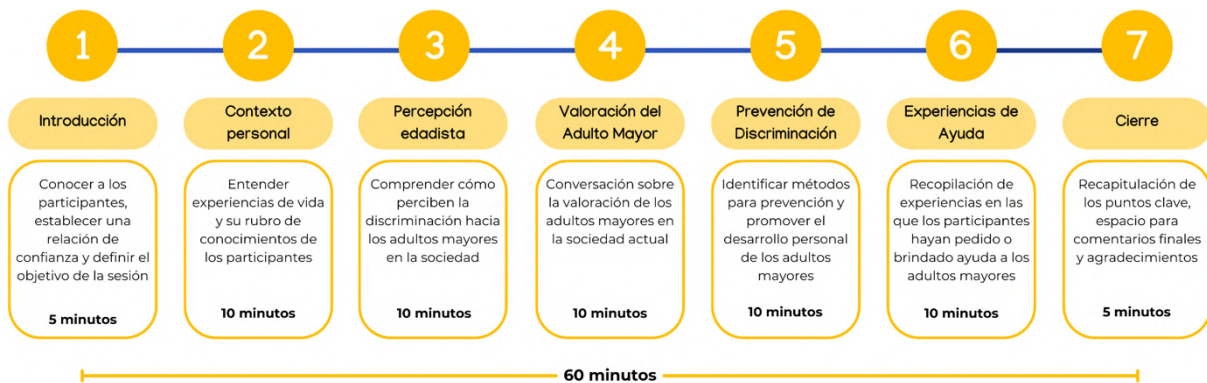 1
2
3
4
5
6
7
Introducción
Contexto
personal
Percepción
edadista
Valoración del
Adulto Mayor
Prevención de
Discriminación
Experiencias de
Ayuda
Cierre
Conocer a los
participantes,
establecer una
relación de
confianza y definir el
objetivo de la sesión
5 minutos
Entender
experiencias de vida
y su rubro de
conocimientos de
los participantes
10 minutos
Comprender cómo
perciben la
discriminación hacia
los adultos mayores
en la sociedad
10 minutos
Conversación sobre
la valoración de los
adultos mayores en
la sociedad actual
10 minutos
Identificar métodos
para prevención y
promover el
desarrollo personal
de los adultos
mayores
10 minutos
Recopilación de
experiencias en las
que los participantes
hayan pedido o
brindado ayuda a los
adultos mayores
10 minutos
Recapitulación de
los puntos clave,
espacio para
comentarios finales
y agradecimientos
5 minutos
60 minutos